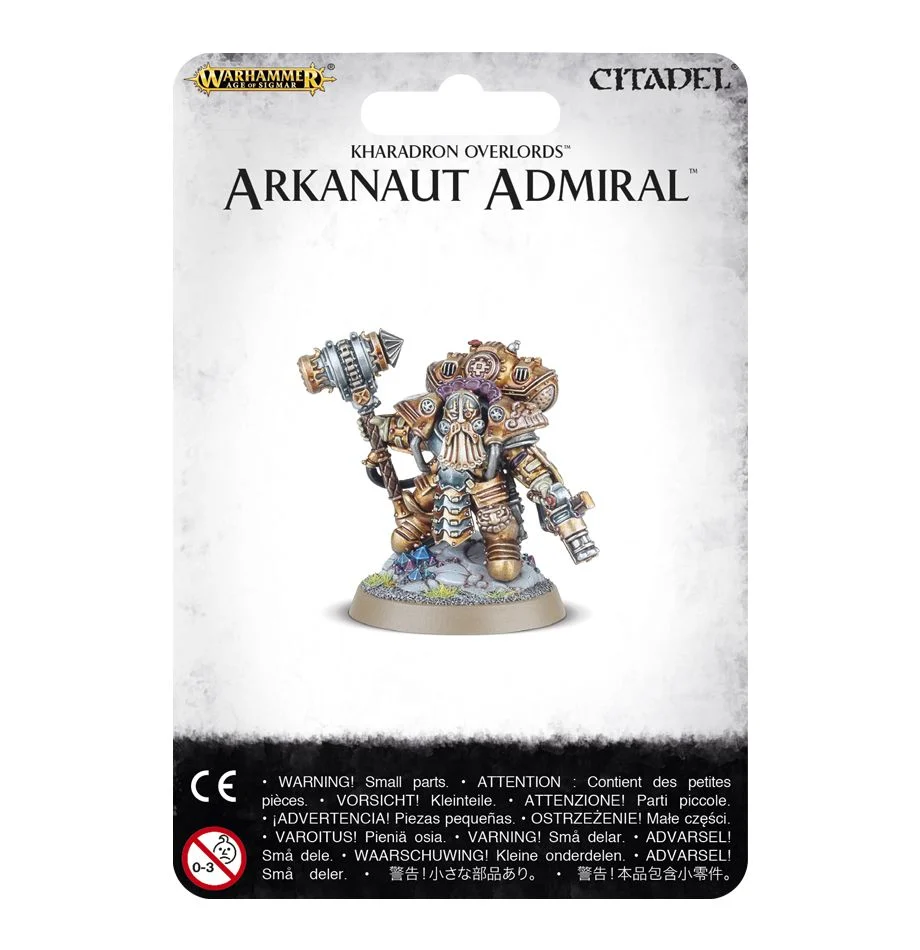 WARHAMMER®
AGE OF SIGMAR
CITADEL®
KHARADRON OVERLORDS™
ARKANAUT ADMIRAL™
CE
• WARNING! Small parts. • ATTENTION : Contient des petites
pièces. • VORSICHT! Kleinteile. • ATTENZIONE! Parti piccole.
• ¡ADVERTENCIA! Piezas pequeñas. • OSTRZEŻENIE! Małe części.
• VAROITUS! Pieniä osia. • VARNING! Små delar. • ADVARSEL!
Små dele. • WAARSCHUWING! Kleine onderdelen. • ADVARSEL!
Små deler. • 警告！小さな部品あり。 • 警告！本品包含小零件。
0-3